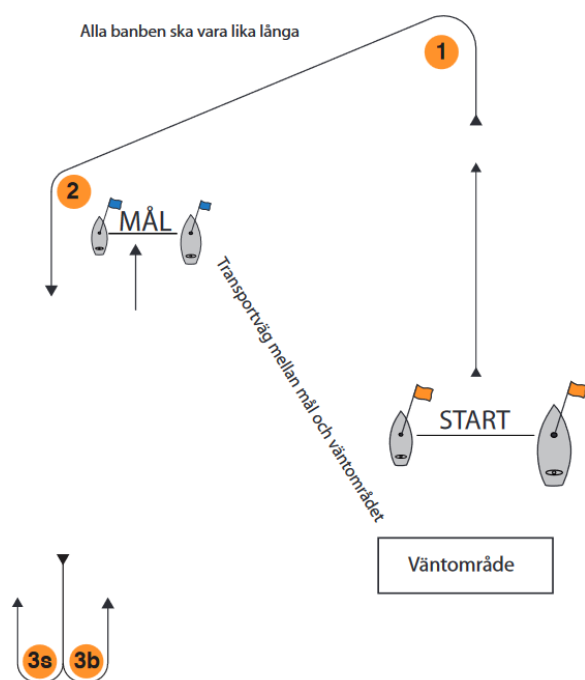 Alla banben ska vara lika långa
1
2
MÅL
Transportväg mellan mål och väntområdet
START
Väntområde
3s 3b